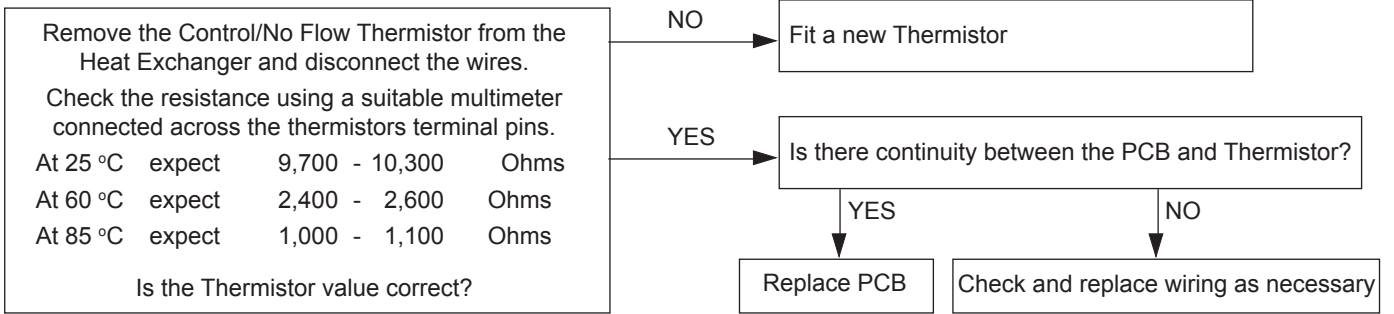 Remove the Control/No Flow Thermistor from the
Heat Exchanger and disconnect the wires.
Check the resistance using a suitable multimeter
connected across the thermistors terminal pins.
At 25 °C expect 9,700 - 10,300 Ohms
At 60 °C expect 2,400 - 2,600 Ohms
At 85 °C expect 1,000 - 1,100 Ohms
Is the Thermistor value correct?
NO
Fit a new Thermistor
YES
Is there continuity between the PCB and Thermistor?
YES
NO
Replace PCB
Check and replace wiring as necessary